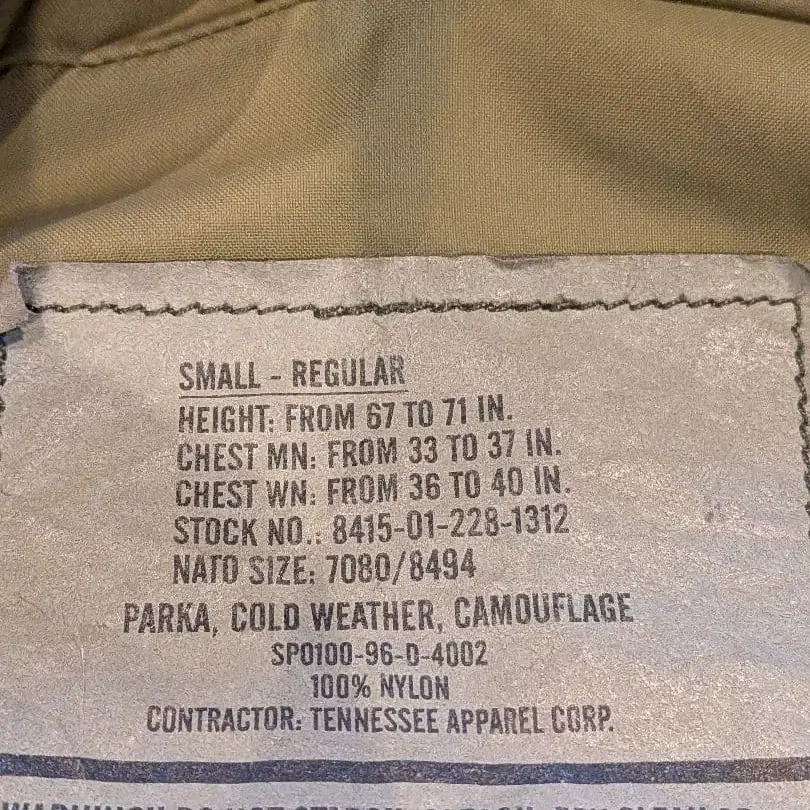 SMALL - REGULAR
HEIGHT: FROM 67 TO 71 IN.
CHEST MN: FROM 33 TO 37 IN.
CHEST WN: FROM 36 TO 40 IN.
STOCK NO.: 8415-01-228-1312
NATO SIZE: 7080/8494
PARKA, COLD WEATHER, CAMOUFLAGE
SPO100-96-D-4002
100% NYLON
CONTRACTOR: TENNESSEE APPAREL CORP.